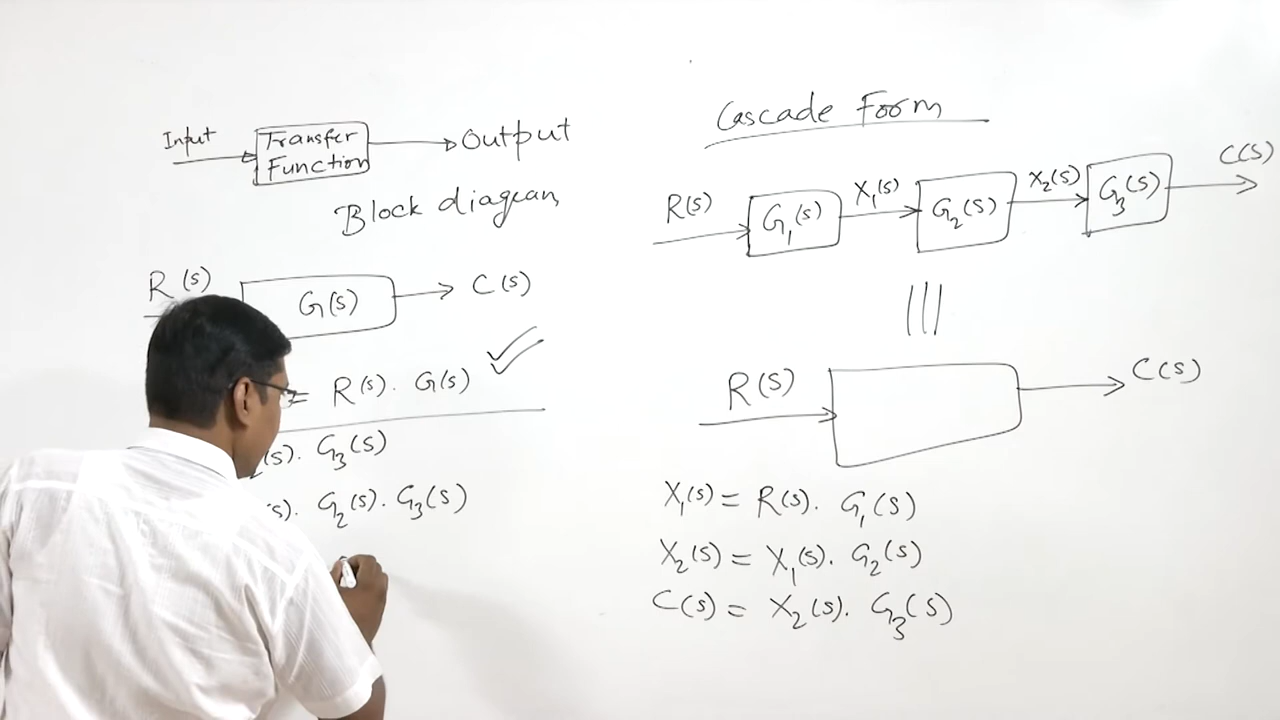 Input Transfer Function Output
Block diagram
R(s) G(s) C(s)
= R(s). G(s)
(s). G₃(s)
(s). G₂(s). G₃(s)
Cascade Form
R(s) G₁(s) X₁(s) G₂(s) X₂(s) G₃(s) C(s)
|||
R(s) C(s)
X₁(s) = R(s). G₁(s)
X₂(s) = X₁(s). G₂(s)
C(s) = X₂(s). G₃(s)